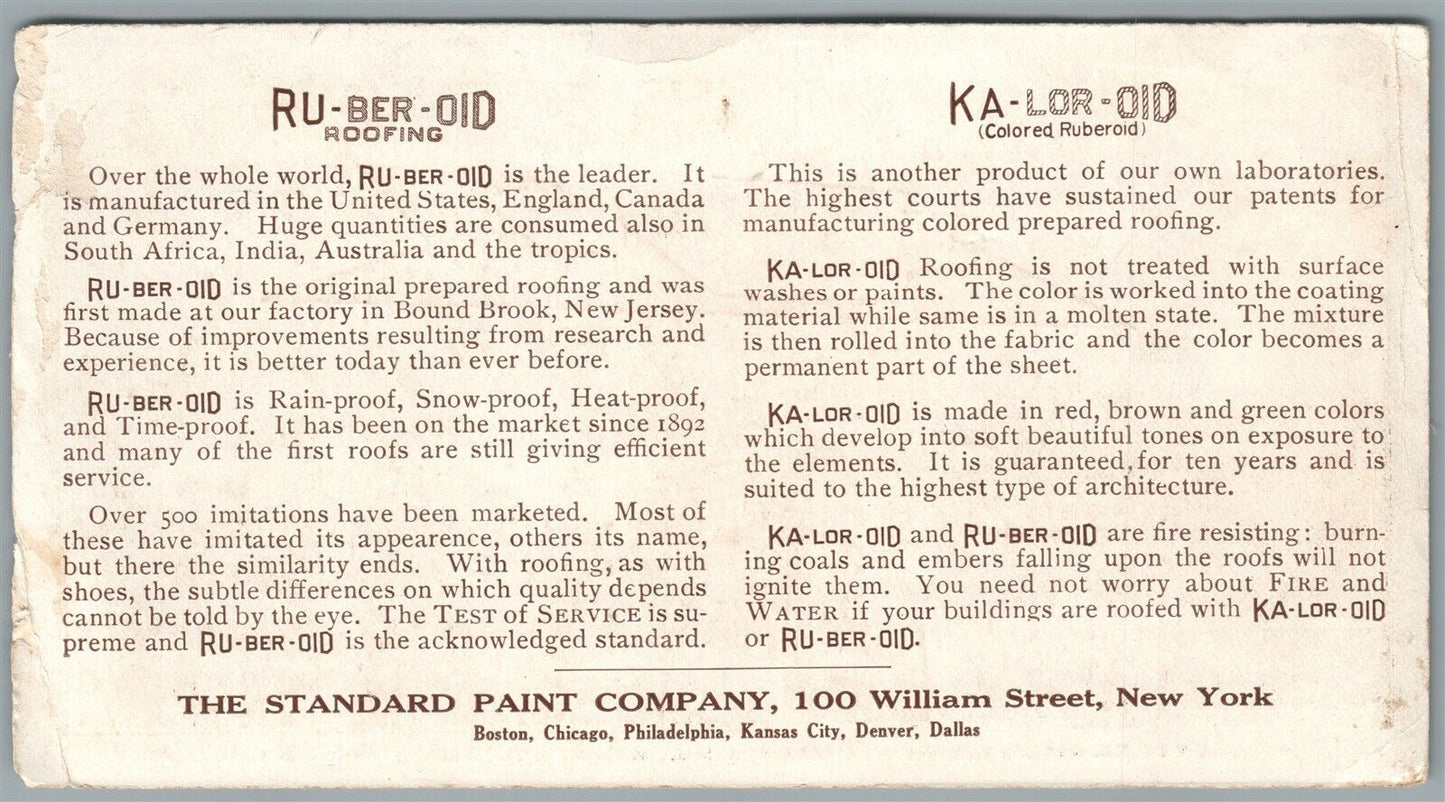 RU-BER-OID
ROOFING
Over the whole world, RU-BER-OID is the leader. It
is manufactured in the United States, England, Canada
and Germany. Huge quantities are consumed also in
South Africa, India, Australia and the tropics.
RU-BER-OID is the original prepared roofing and was
first made at our factory in Bound Brook, New Jersey.
Because of improvements resulting from research and
experience, it is better today than ever before.
RU-BER-OID is Rain-proof, Snow-proof, Heat-proof,
and Time-proof. It has been on the market since 1892
and many of the first roofs are still giving efficient
service.
Over 500 imitations have been marketed. Most of
these have imitated its appearence, others its name,
but there the similarity ends. With roofing, as with
shoes, the subtle differences on which quality depends
cannot be told by the eye. The TEST of SERVICE is su-
preme and RU-BER-OID is the acknowledged standard.
KA-LOR-OID
(Colored Ruberoid)
This is another product of our own laboratories.
The highest courts have sustained our patents for
manufacturing colored prepared roofing.
KA-LOR-OID Roofing is not treated with surface
washes or paints. The color is worked into the coating
material while same is in a molten state. The mixture
is then rolled into the fabric and the color becomes a
permanent part of the sheet.
KA-LOR-OID is made in red, brown and green colors
which develop into soft beautiful tones on exposure to
the elements. It is guaranteed for ten years and is
suited to the highest type of architecture.
KA-LOR-OID and RU-BER-OID are fire resisting: burn-
ing coals and embers falling upon the roofs will not
ignite them. You need not worry about FIRE and
WATER if your buildings are roofed with KA-LOR-OID
or RU-BER-OID.
THE STANDARD PAINT COMPANY, 100 William Street, New York
Boston, Chicago, Philadelphia, Kansas City, Denver, Dallas